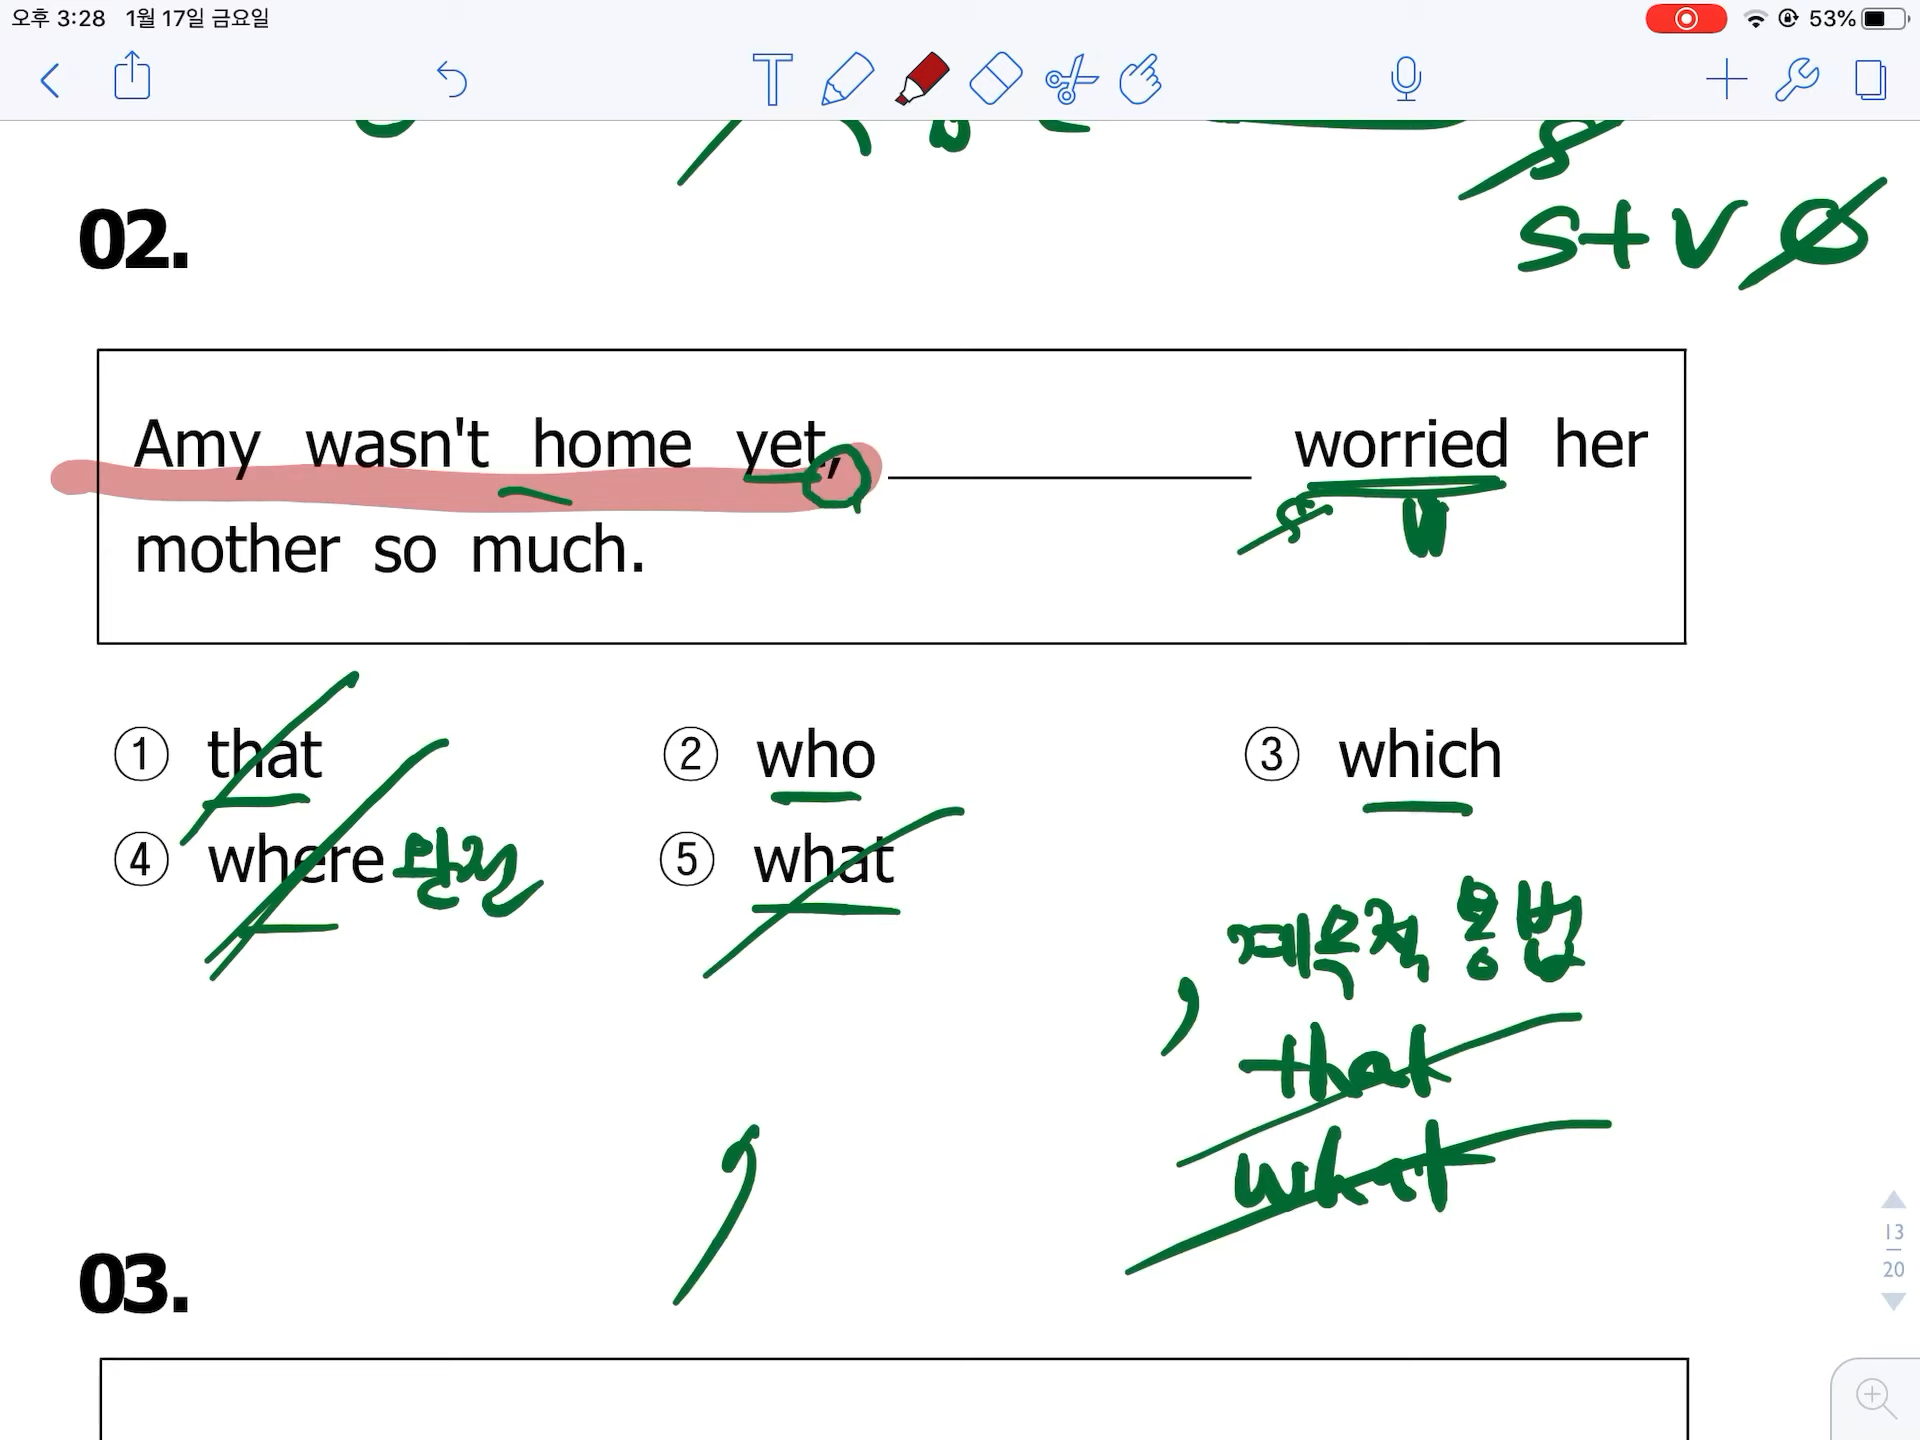 오후 3:28 1월 17일 금요일 53%
s+v
02.
Amy wasn't home yet, ____________ worried her
s v
mother so much.
① that ② who ③ which
④ where 완전 ⑤ what
, 계속적 용법
that
what
03.
13
20